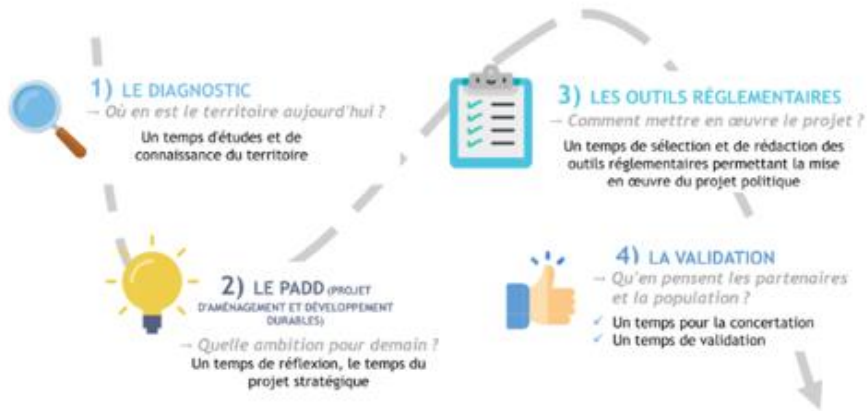 1) LE DIAGNOSTIC
→ Où en est le territoire aujourd'hui ?
Un temps d'études et de
connaissance du territoire
2) LE PADD (PROJET
D'AMÉNAGEMENT ET DÉVELOPPEMENT
DURABLES)
→ Quelle ambition pour demain ?
Un temps de réflexion, le temps du
projet stratégique
3) LES OUTILS RÉGLEMENTAIRES
→ Comment mettre en œuvre le projet ?
Un temps de sélection et de rédaction des
outils réglementaires permettant la mise
en œuvre du projet politique
4) LA VALIDATION
→ Qu'en pensent les partenaires
et la population ?
✓ Un temps pour la concertation
✓ Un temps de validation